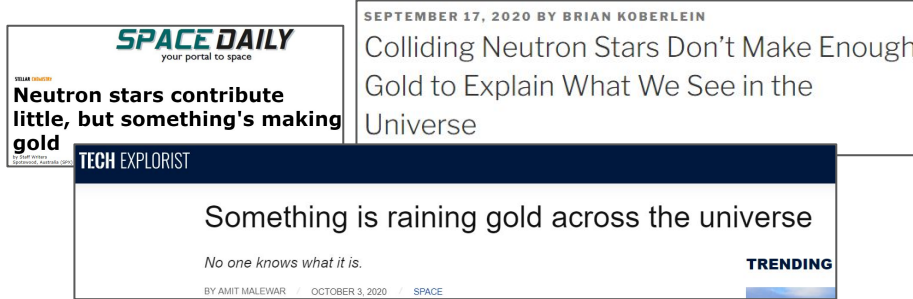 SPACE DAILY
your portal to space
STELLAR CHEMISTRY
Neutron stars contribute
little, but something's making
gold
by Staff Writers
Spotswood, Australia (SPX)
SEPTEMBER 17, 2020 BY BRIAN KOBERLEIN
Colliding Neutron Stars Don't Make Enough
Gold to Explain What We See in the
Universe
TECH EXPLORIST
Something is raining gold across the universe
No one knows what it is.
TRENDING
BY AMIT MALEWAR / OCTOBER 3, 2020 / SPACE